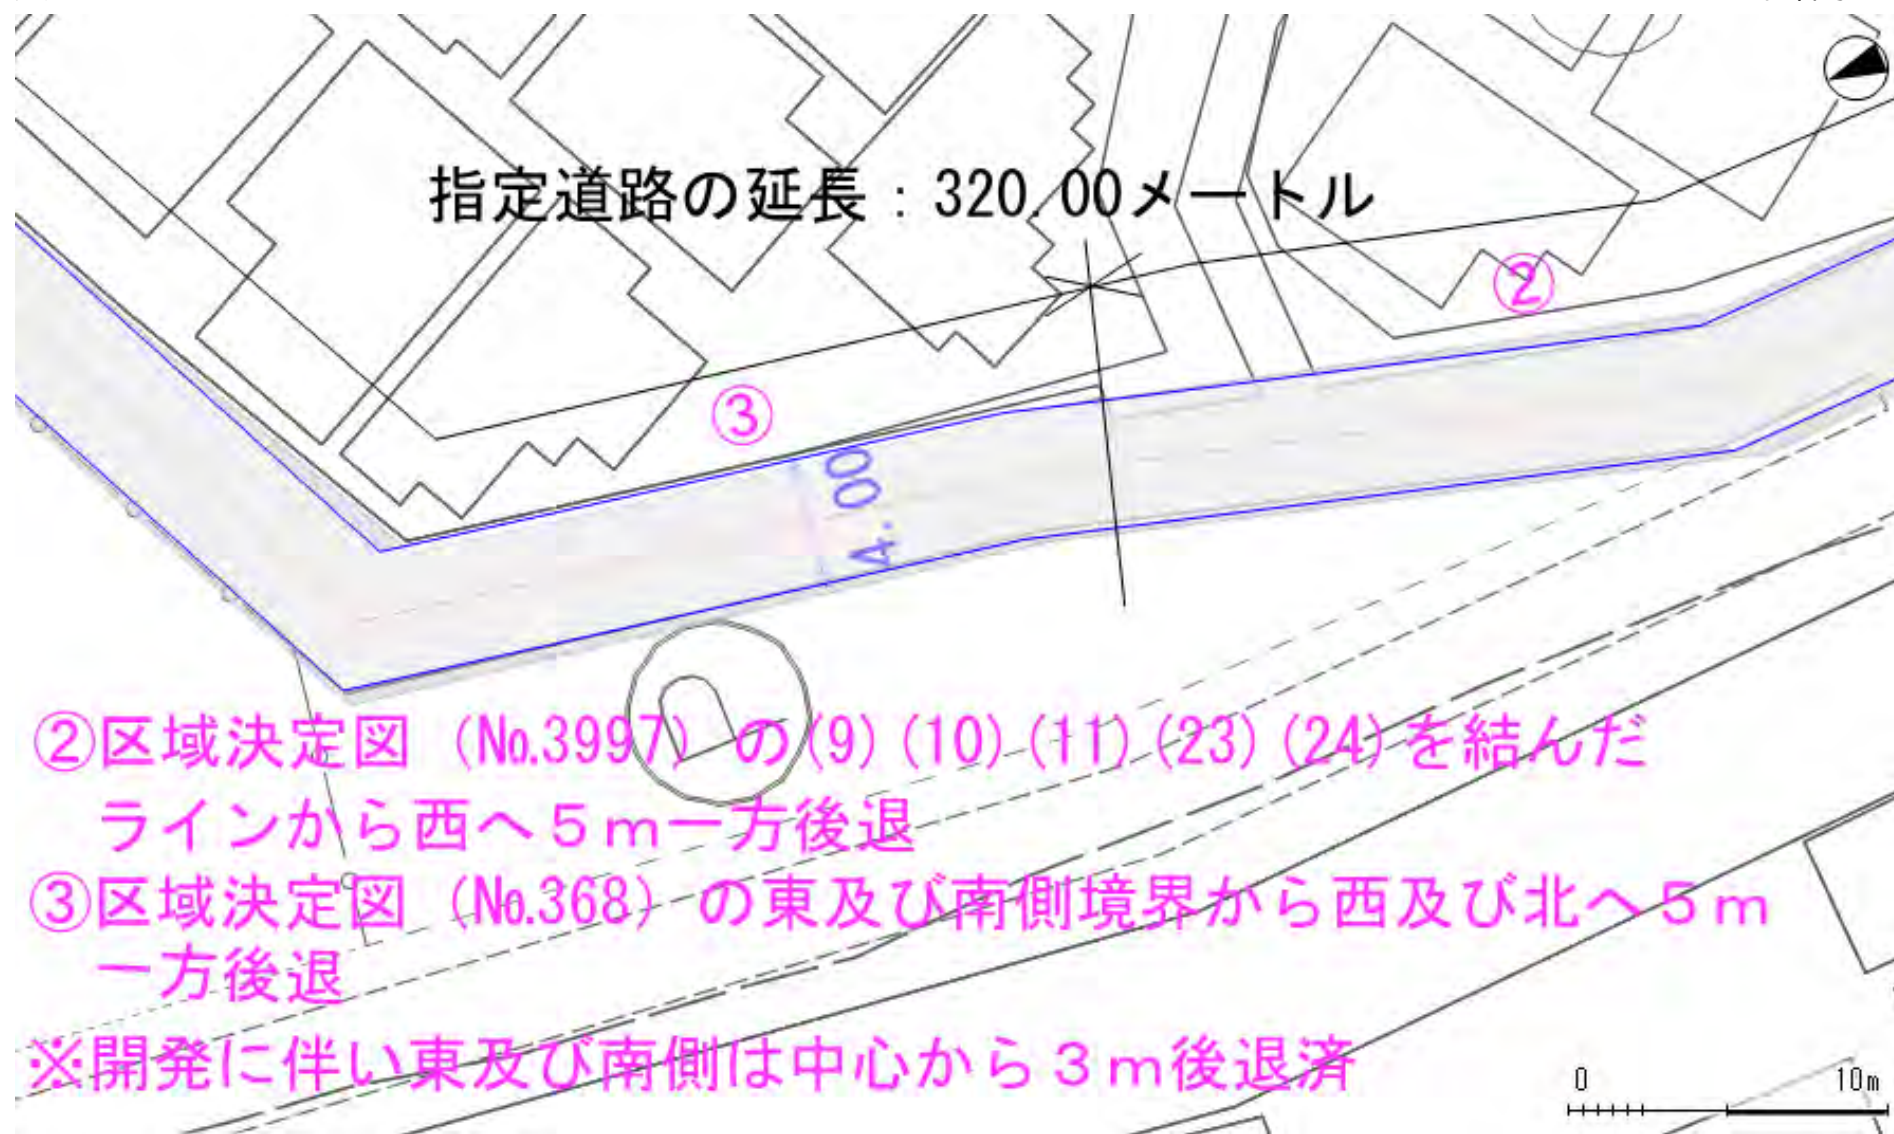 指定道路の延長：320.00メートル
②
③
4.00
②区域決定図（№3997）の(9)(10)(11)(23)(24)を結んだ
ラインから西へ５ｍ一方後退
③区域決定図（№368）の東及び南側境界から西及び北へ５ｍ
一方後退
※開発に伴い東及び南側は中心から３ｍ後退済
0 10m